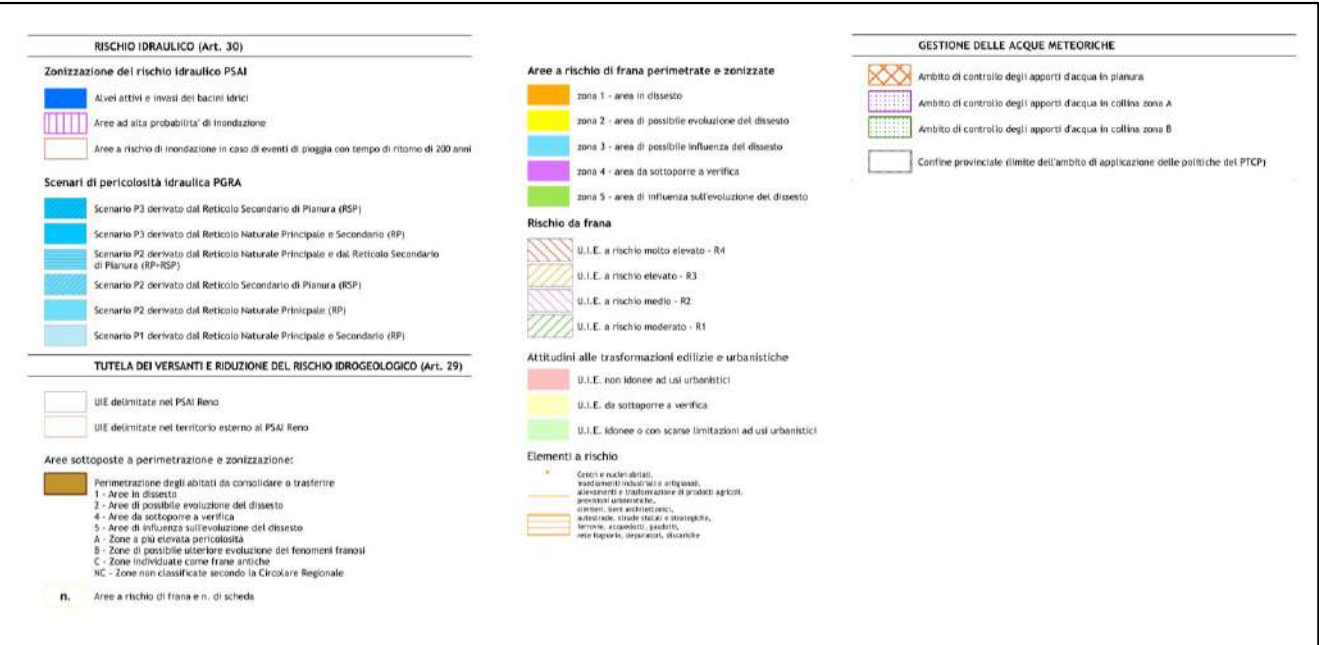 RISCHIO IDRAULICO (Art. 30)
Zonizzazione del rischio idraulico PSAI
Alvei attivi e invasi dei bacini idrici
Aree ad alta probabilita' di inondazione
Aree a rischio di inondazione in caso di eventi di pioggia con tempo di ritorno di 200 anni
Scenari di pericolosità idraulica PGRA
Scenario P3 derivato dal Reticolo Secondario di Pianura (RSP)
Scenario P3 derivato dal Reticolo Naturale Principale e Secondario (RP)
Scenario P2 derivato dal Reticolo Naturale Principale e dal Reticolo Secondario
di Pianura (RP+RSP)
Scenario P2 derivato dal Reticolo Secondario di Pianura (RSP)
Scenario P2 derivato dal Reticolo Naturale Prinicpale (RP)
Scenario P1 derivato dal Reticolo Naturale Principale e Secondario (RP)
TUTELA DEI VERSANTI E RIDUZIONE DEL RISCHIO IDROGEOLOGICO (Art. 29)
UIE delimitate nel PSAI Reno
UIE delimitate nel territorio esterno al PSAI Reno
Aree sottoposte a perimetrazione e zonizzazione:
Perimetrazione degli abitati da consolidare o trasferire
1 - Aree in dissesto
2 - Aree di possibile evoluzione del dissesto
4 - Aree da sottoporre a verifica
5 - Aree di influenza sull'evoluzione del dissesto
A - Zone a più elevata pericolosità
B - Zone di possibile ulteriore evoluzione dei fenomeni franosi
C - Zone individuate come frane antiche
NC - Zone non classificate secondo la Circolare Regionale
n. Aree a rischio di frana e n. di scheda
Aree a rischio di frana perimetrate e zonizzate
zona 1 - area in dissesto
zona 2 - area di possibile evoluzione del dissesto
zona 3 - area di possibile influenza del dissesto
zona 4 - area da sottoporre a verifica
zona 5 - area di influenza sull'evoluzione del dissesto
Rischio da frana
U.I.E. a rischio molto elevato - R4
U.I.E. a rischio elevato - R3
U.I.E. a rischio medio - R2
U.I.E. a rischio moderato - R1
Attitudini alle trasformazioni edilizie e urbanistiche
U.I.E. non idonee ad usi urbanistici
U.I.E. da sottoporre a verifica
U.I.E. idonee o con scarse limitazioni ad usi urbanistici
Elementi a rischio
Centri e nuclei abitati,
insediamenti industriali e artigianali,
allevamenti e trasformazione di prodotti agricoli,
previsioni urbanistiche,
cimiteri, beni architettonici,
autostrade, strade statali e strategiche,
ferrovie, acquedotti, gasdotti,
rete fognaria, depuratori, discariche
GESTIONE DELLE ACQUE METEORICHE
Ambito di controllo degli apporti d'acqua in pianura
Ambito di controllo degli apporti d'acqua in collina zona A
Ambito di controllo degli apporti d'acqua in collina zona B
Confine provinciale (limite dell'ambito di applicazione delle politiche del PTCP)